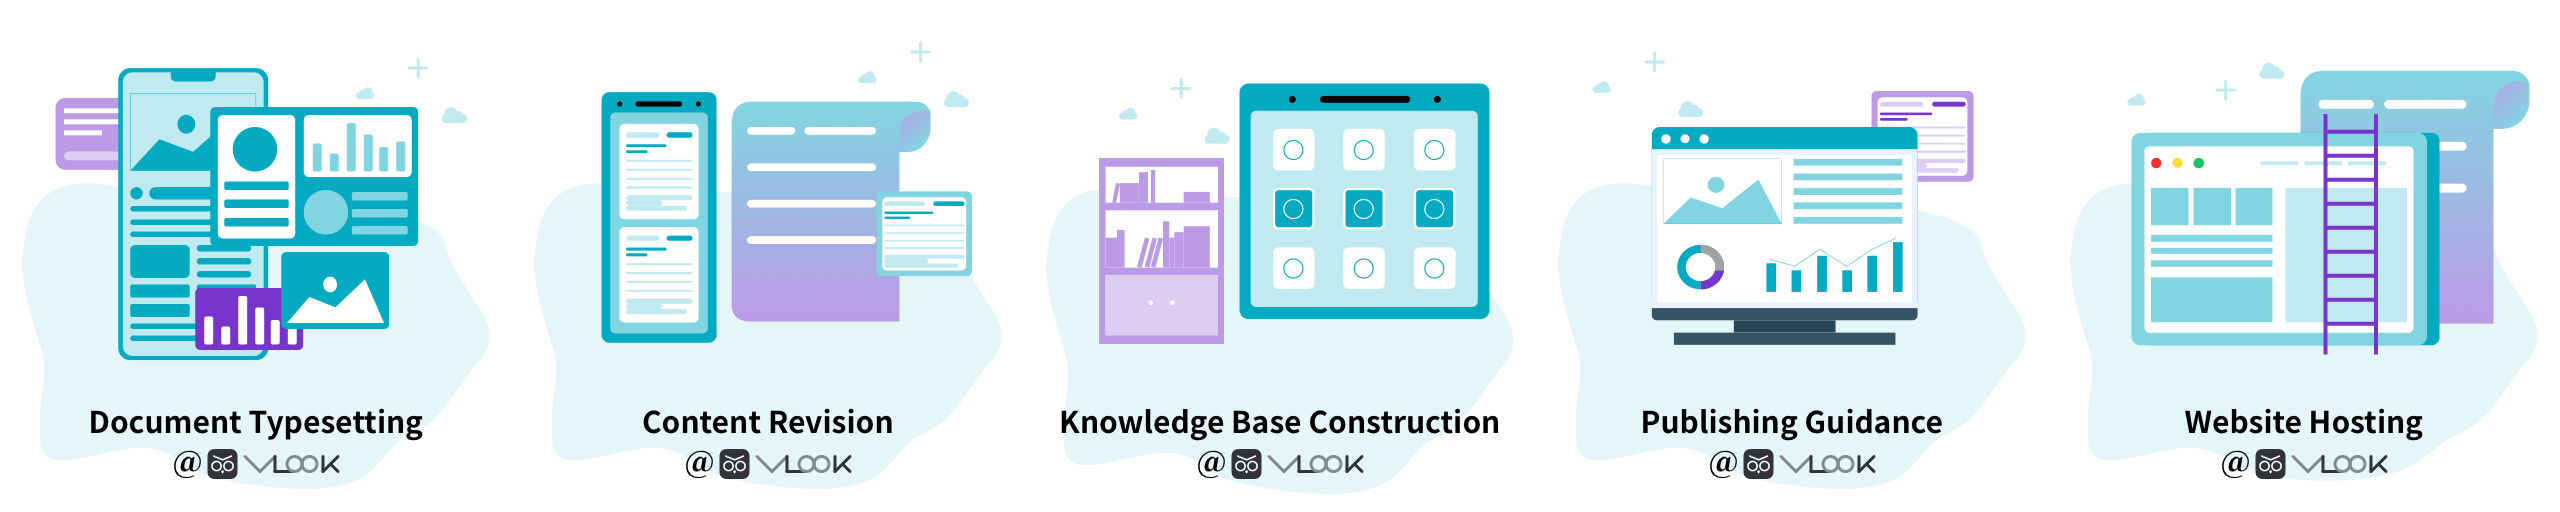 Document Typesetting
@ VLOOK
Content Revision
@ VLOOK
Knowledge Base Construction
@ VLOOK
Publishing Guidance
@ VLOOK
Website Hosting
@ VLOOK